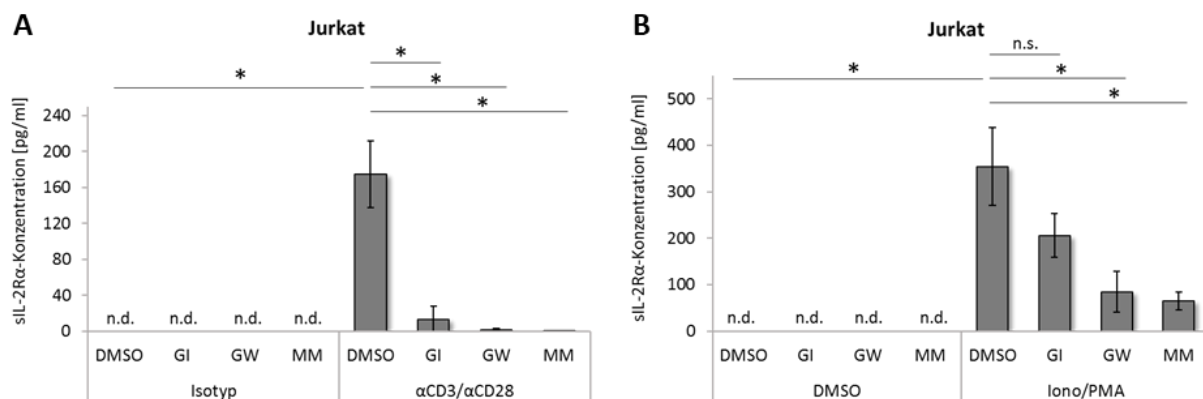 A
Jurkat
*
*
*
*
sIL-2Rα-Konzentration [pg/ml]
240
200
160
120
80
40
0
n.d. n.d. n.d. n.d.
DMSO GI GW MM DMSO GI GW MM
Isotyp αCD3/αCD28
B
Jurkat
n.s.
*
*
*
sIL-2Rα-Konzentration [pg/ml]
500
400
300
200
100
0
n.d. n.d. n.d. n.d.
DMSO GI GW MM DMSO GI GW MM
DMSO Iono/PMA